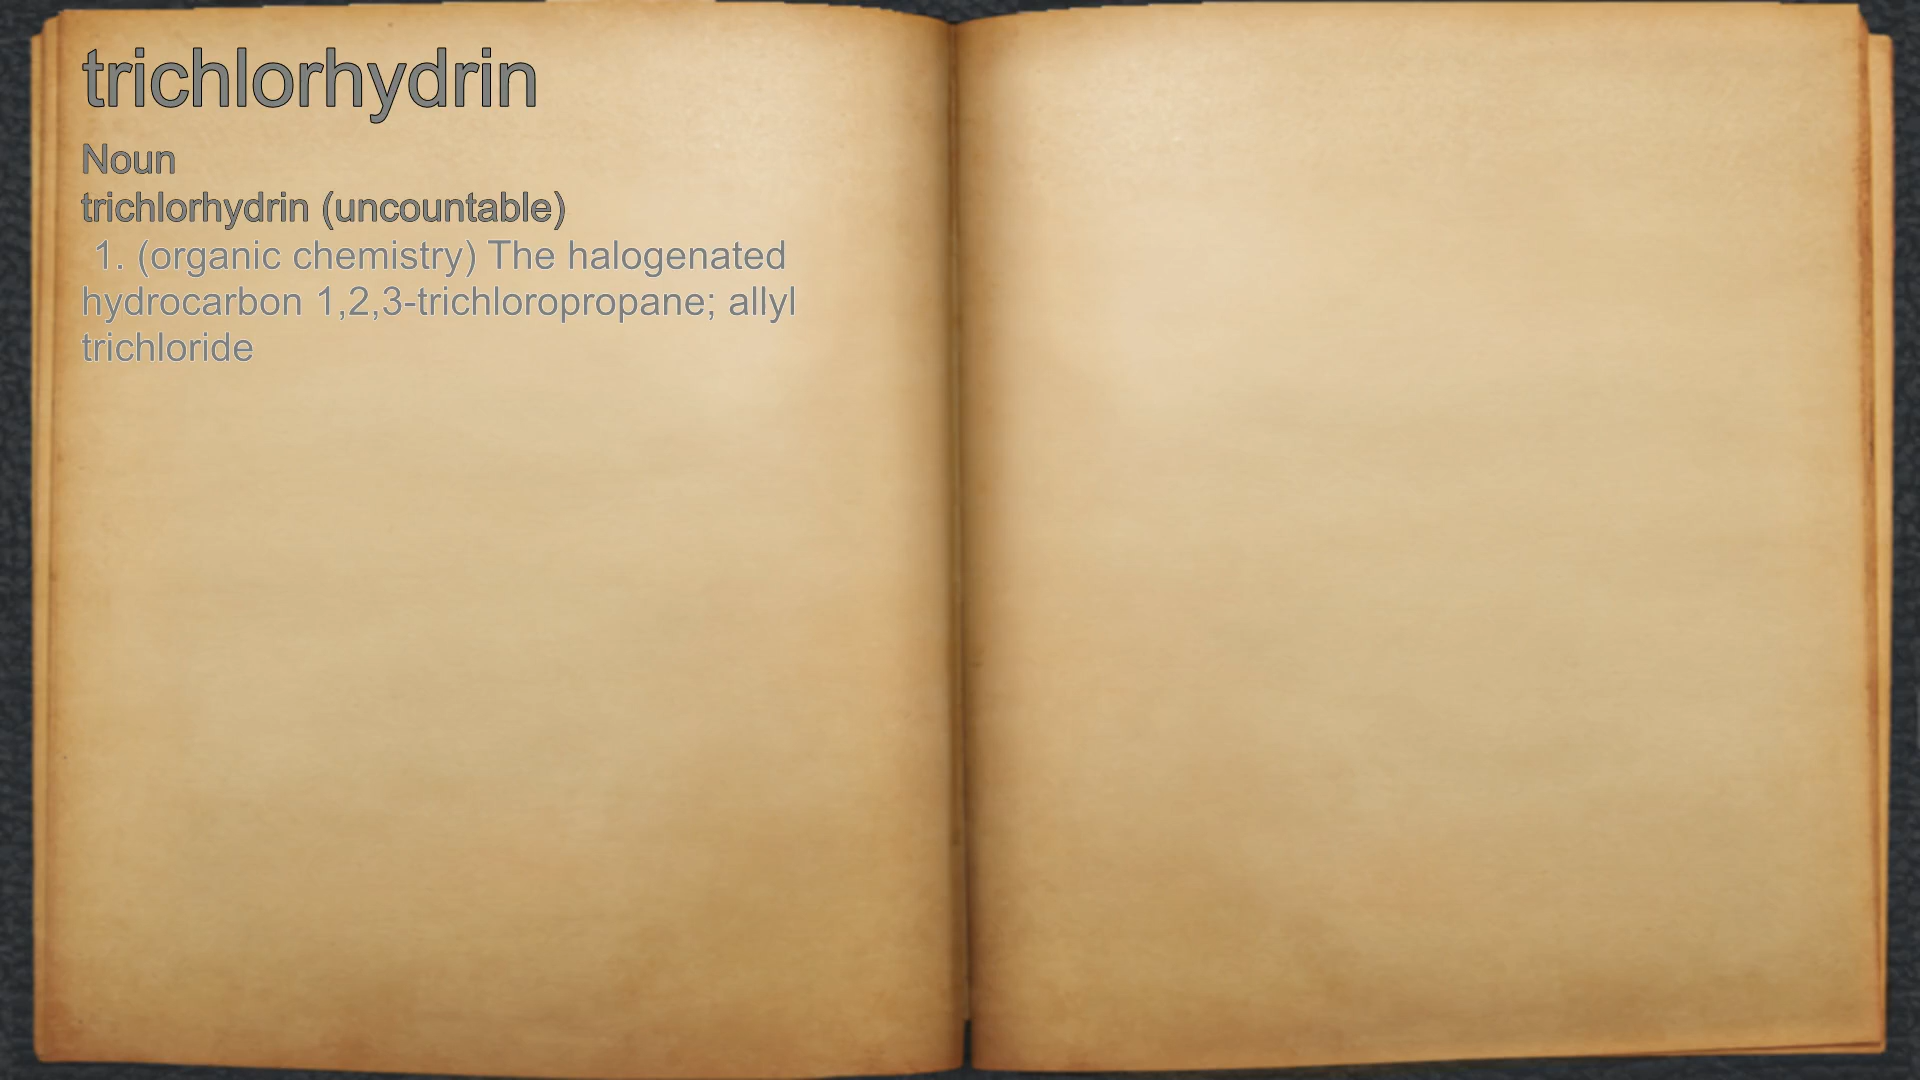 trichlorhydrin
Noun
trichlorhydrin (uncountable)
1. (organic chemistry) The halogenated
hydrocarbon 1,2,3-trichloropropane; allyl
trichloride